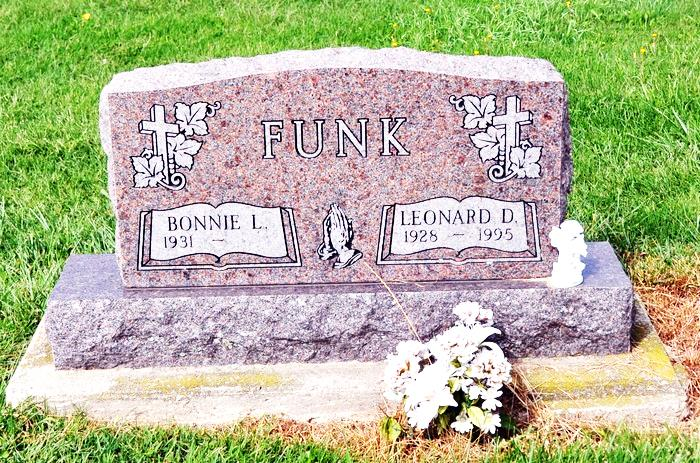 FUNK
BONNIE L.
1931 –
LEONARD D.
1928 – 1995